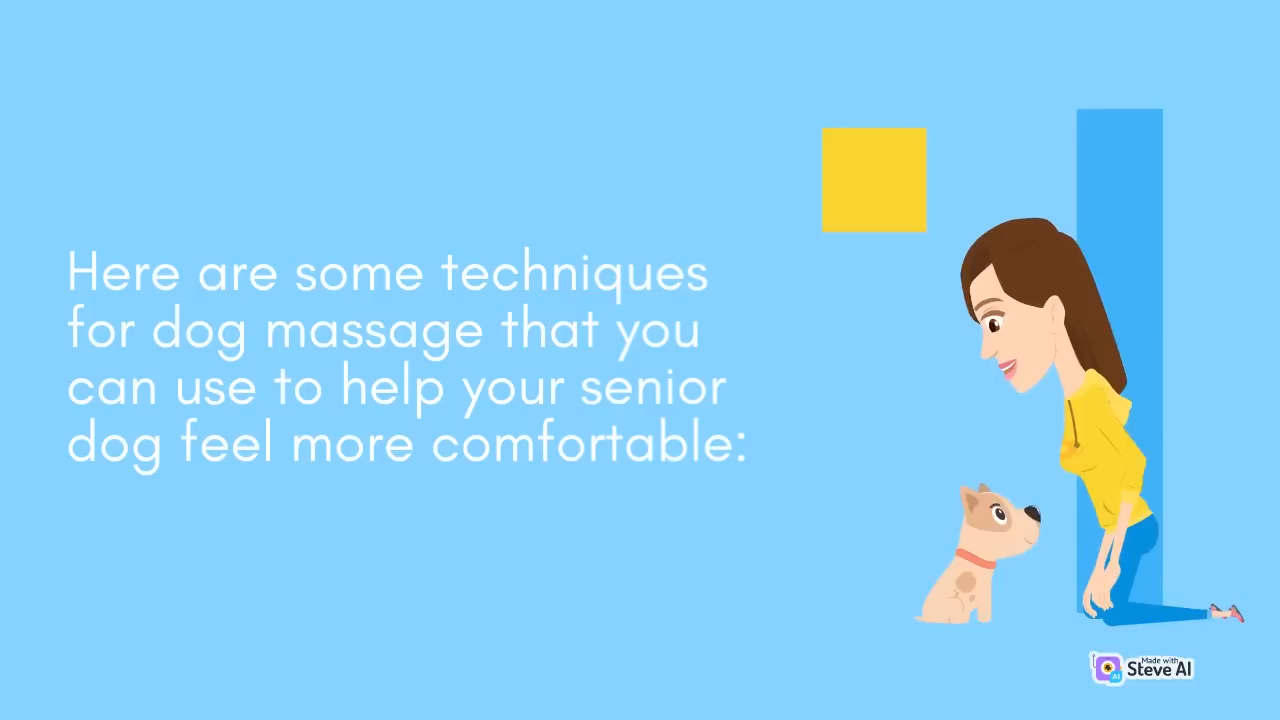 Here are some techniques
for dog massage that you
can use to help your senior
dog feel more comfortable:
Made with
AI Steve AI